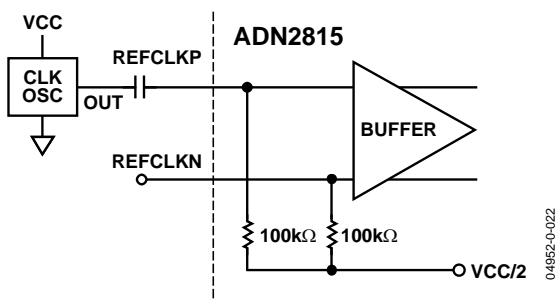 VCC
ADN2815
REFCLKP
CLK
OSC
OUT
BUFFER
REFCLKN
100kΩ
100kΩ
VCC/2
04952-0-022